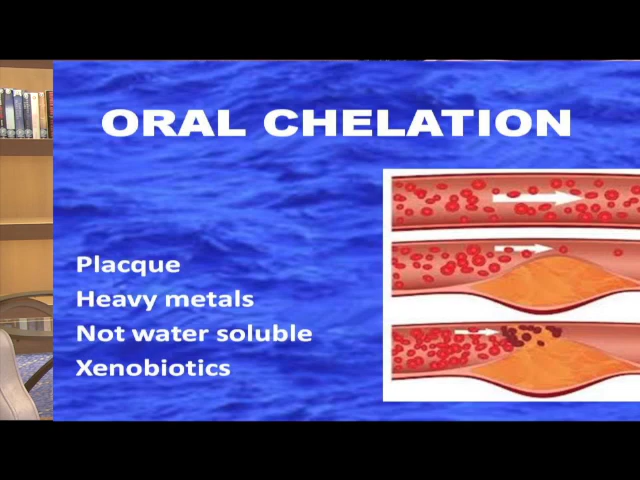 ORAL CHELATION
Placque
Heavy metals
Not water soluble
Xenobiotics